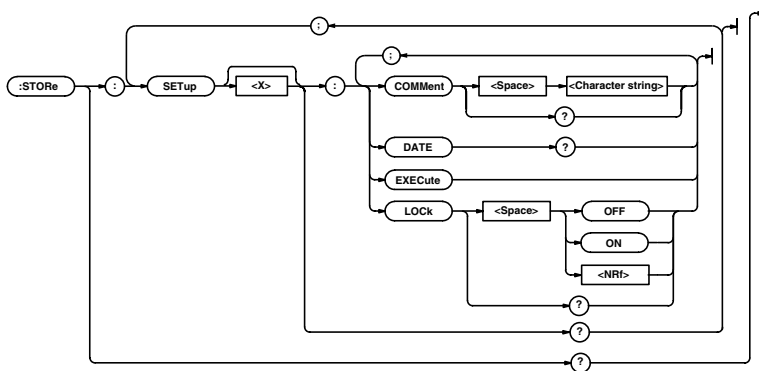 ;
;
:STORe : SETup <X> : COMMent <Space> <Character string>
?
DATE ?
EXECute
LOCk <Space> OFF
ON
<NRf>
?
?
?